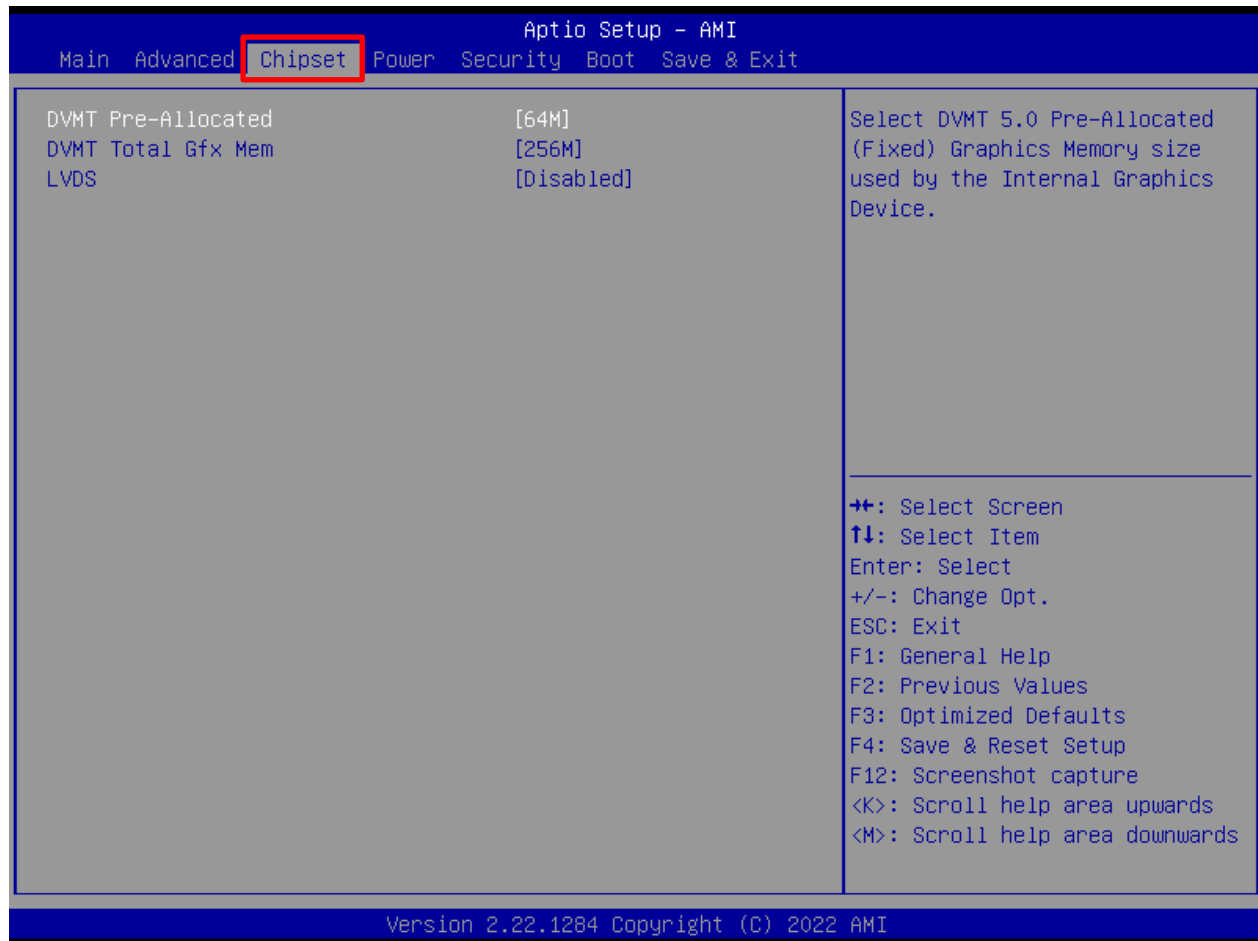 Aptio Setup – AMI
Main Advanced Chipset Power Security Boot Save & Exit
DVMT Pre-Allocated [64M]
DVMT Total Gfx Mem [256M]
LVDS [Disabled]
Select DVMT 5.0 Pre-Allocated
(Fixed) Graphics Memory size
used by the Internal Graphics
Device.
→←: Select Screen
↑↓: Select Item
Enter: Select
+/-: Change Opt.
ESC: Exit
F1: General Help
F2: Previous Values
F3: Optimized Defaults
F4: Save & Reset Setup
F12: Screenshot capture
<K>: Scroll help area upwards
<M>: Scroll help area downwards
Version 2.22.1284 Copyright (C) 2022 AMI